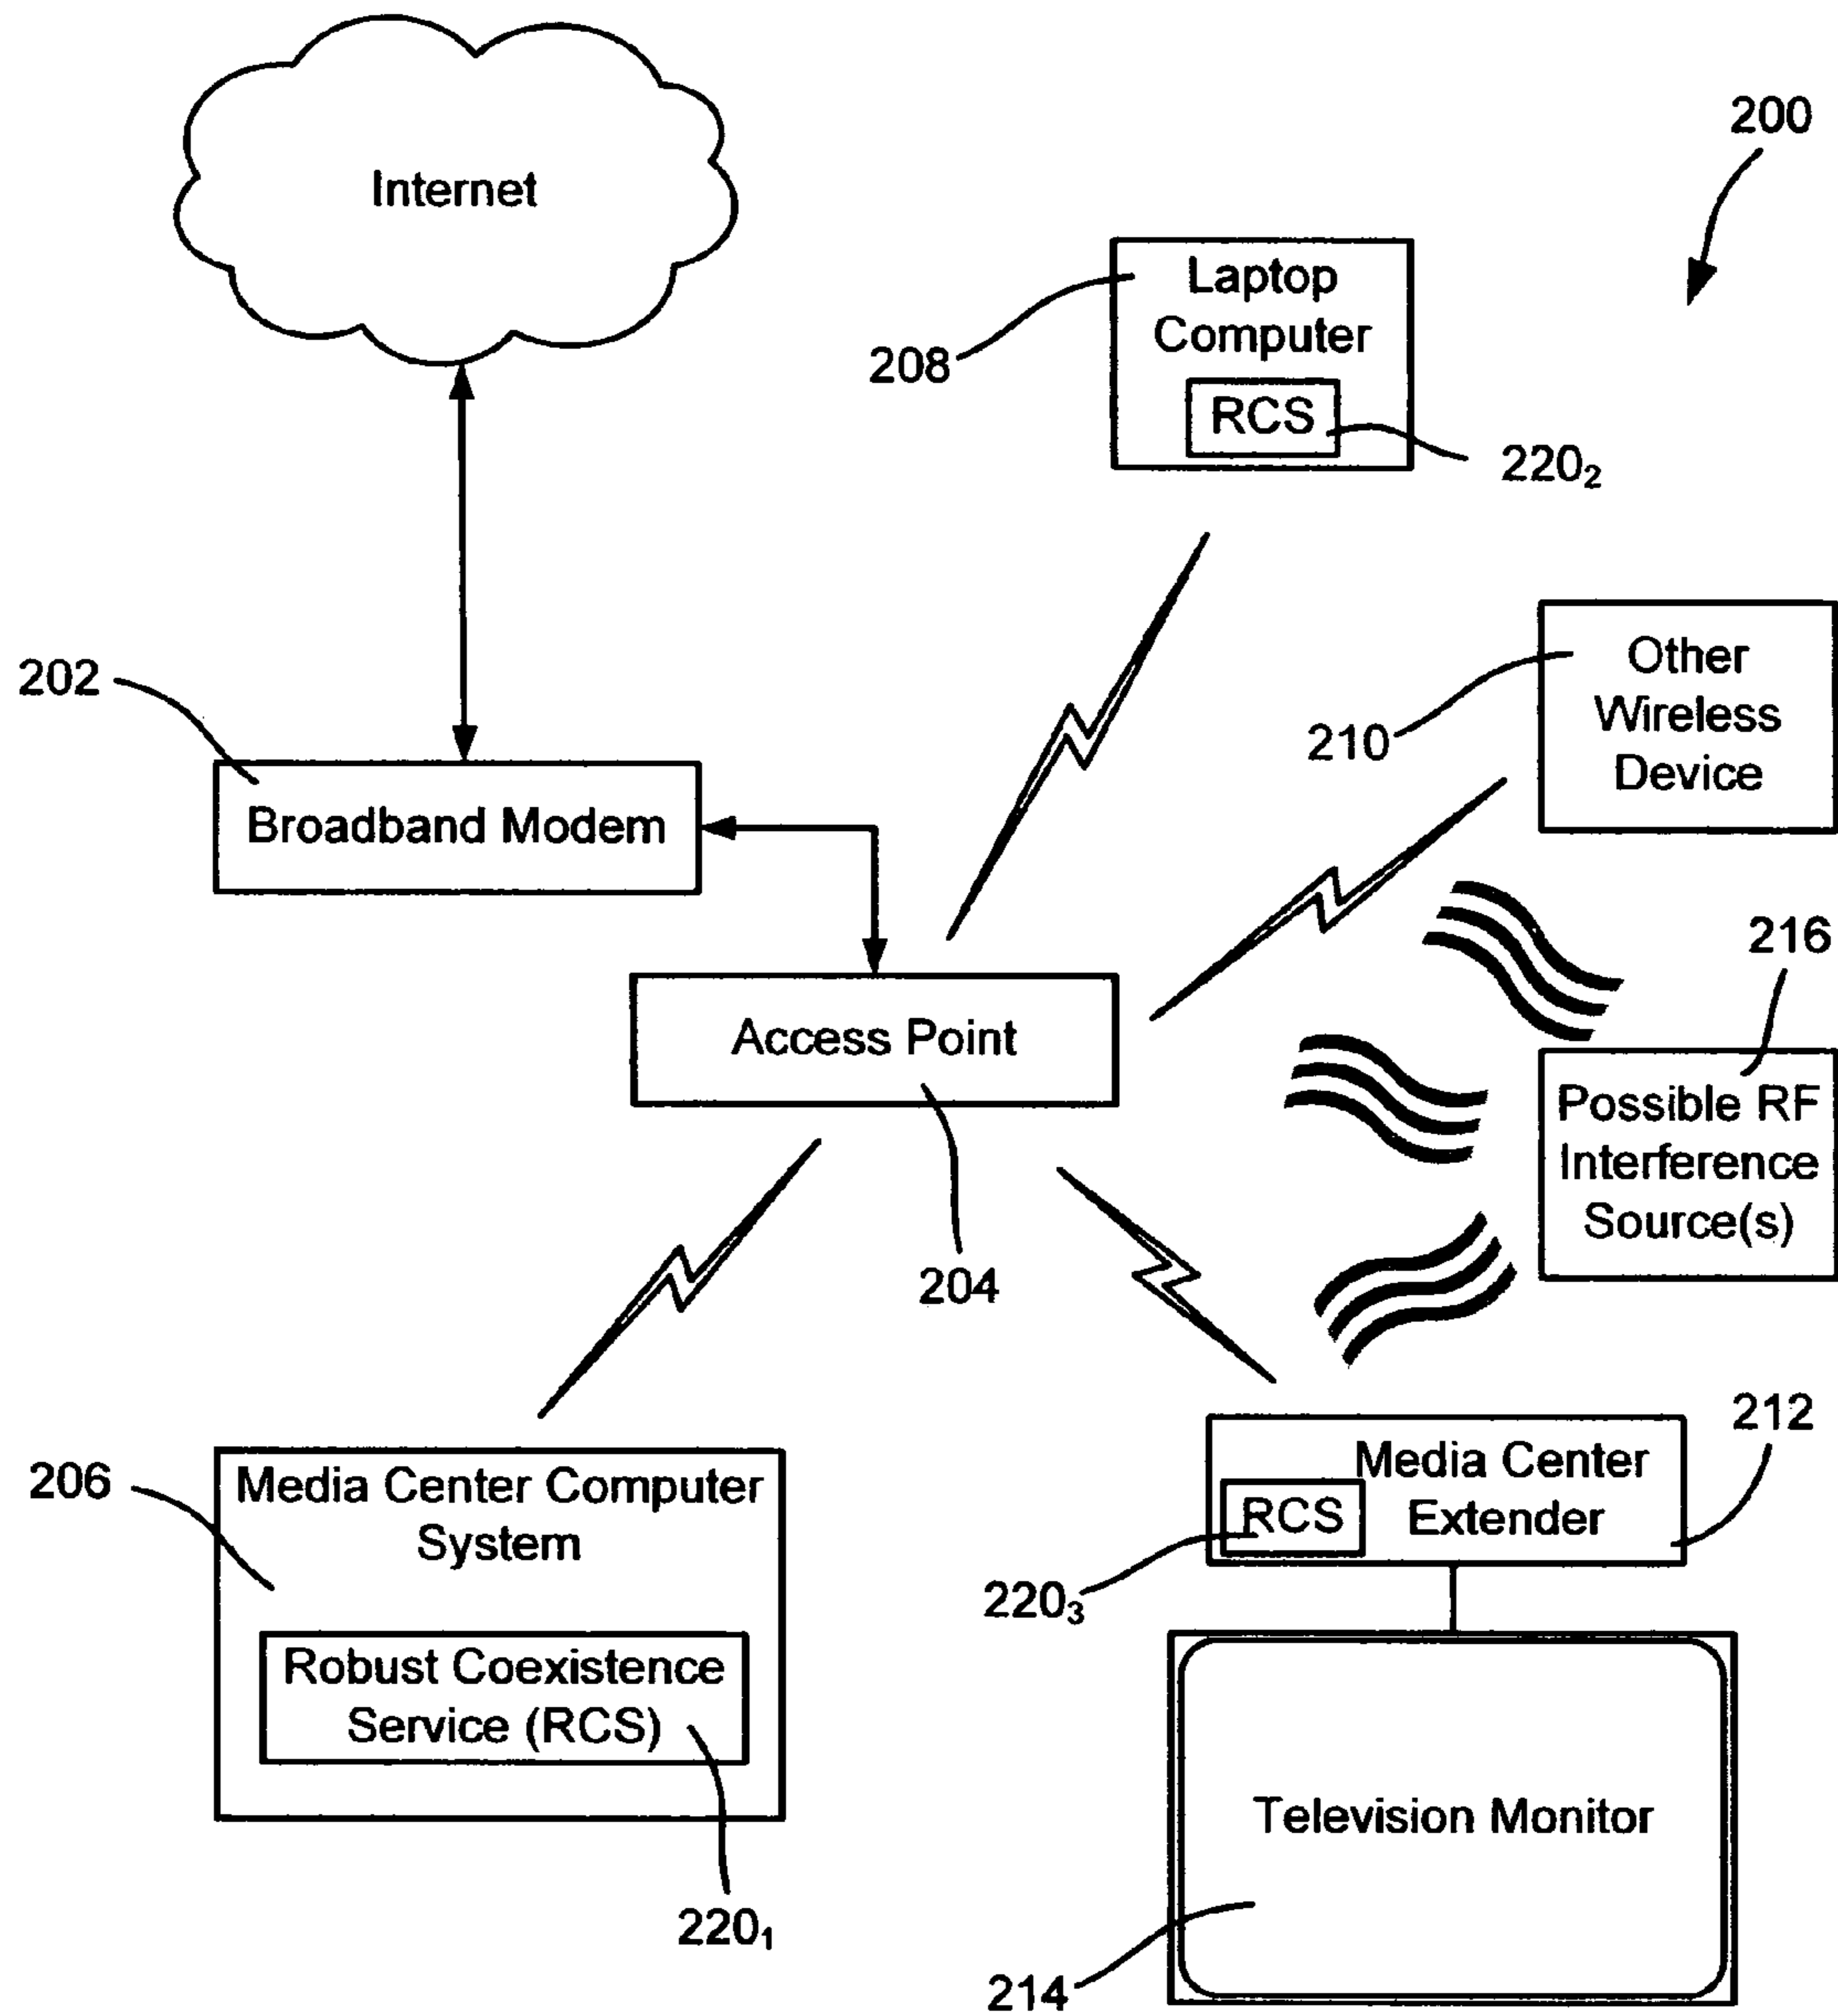 Internet
200
Laptop
Computer
208
RCS
220₂
202
Other
Wireless
Device
210
Broadband Modem
216
Access Point
Possible RF
Interference
Source(s)
204
212
206
Media Center Computer
System
Media Center
Extender
RCS
220₃
Robust Coexistence
Service (RCS)
Television Monitor
220₁
214